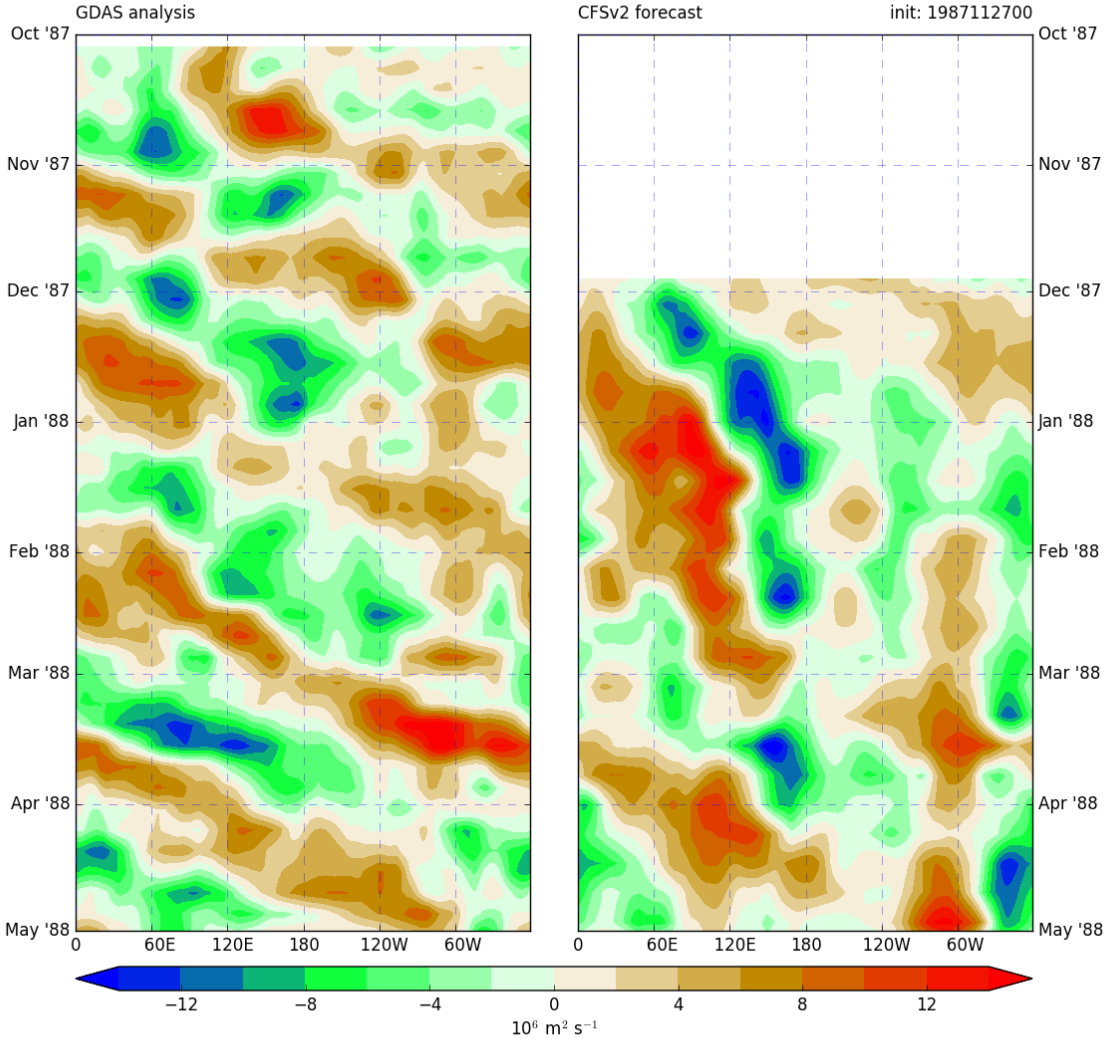 GDAS analysis
CFSv2 forecast init: 1987112700
Oct '87 Oct '87
Nov '87 Nov '87
Dec '87 Dec '87
Jan '88 Jan '88
Feb '88 Feb '88
Mar '88 Mar '88
Apr '88 Apr '88
May '88 May '88
0 60E 120E 180 120W 60W
0 60E 120E 180 120W 60W
−12 −8 −4 0 4 8 12
10⁶ m² s⁻¹